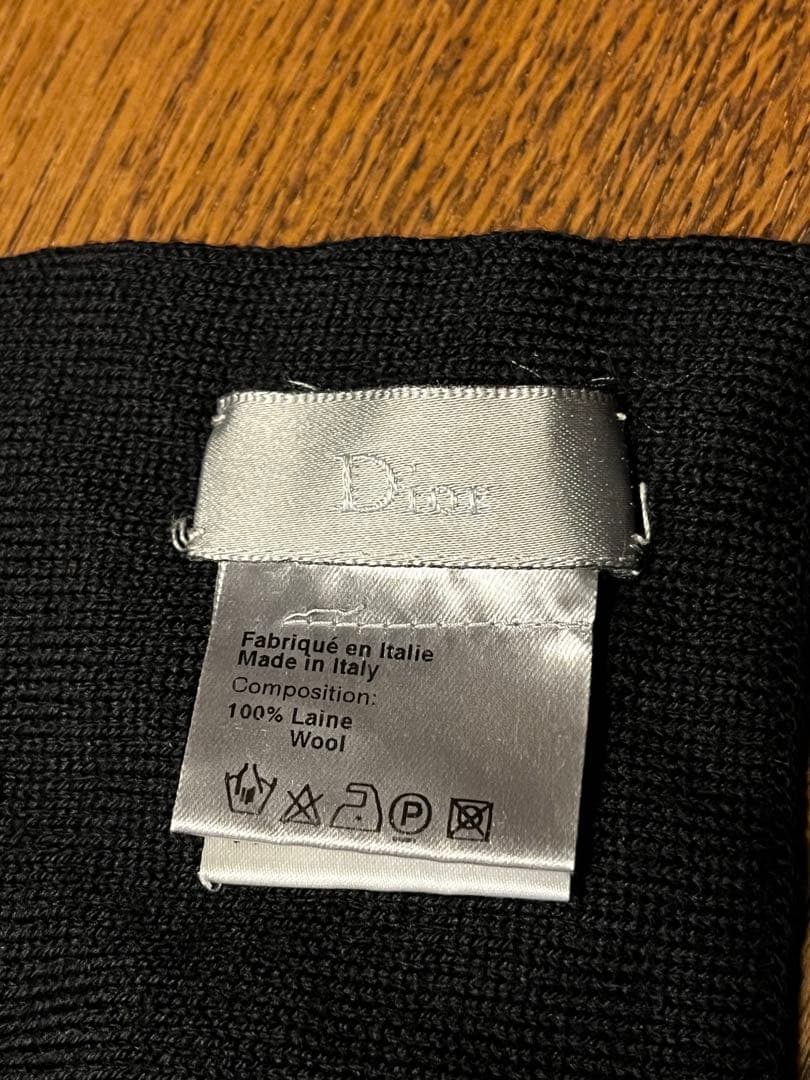 Dior
Fabriqué en Italie
Made in Italy
Composition:
100% Laine
Wool
P